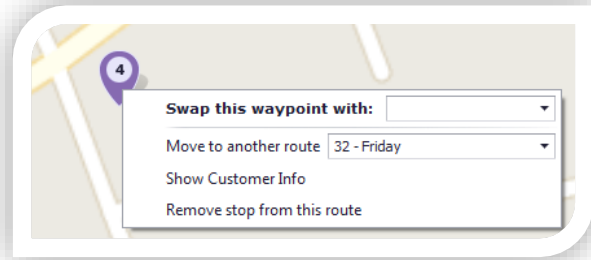 4
Swap this waypoint with:
Move to another route 32 - Friday
Show Customer Info
Remove stop from this route